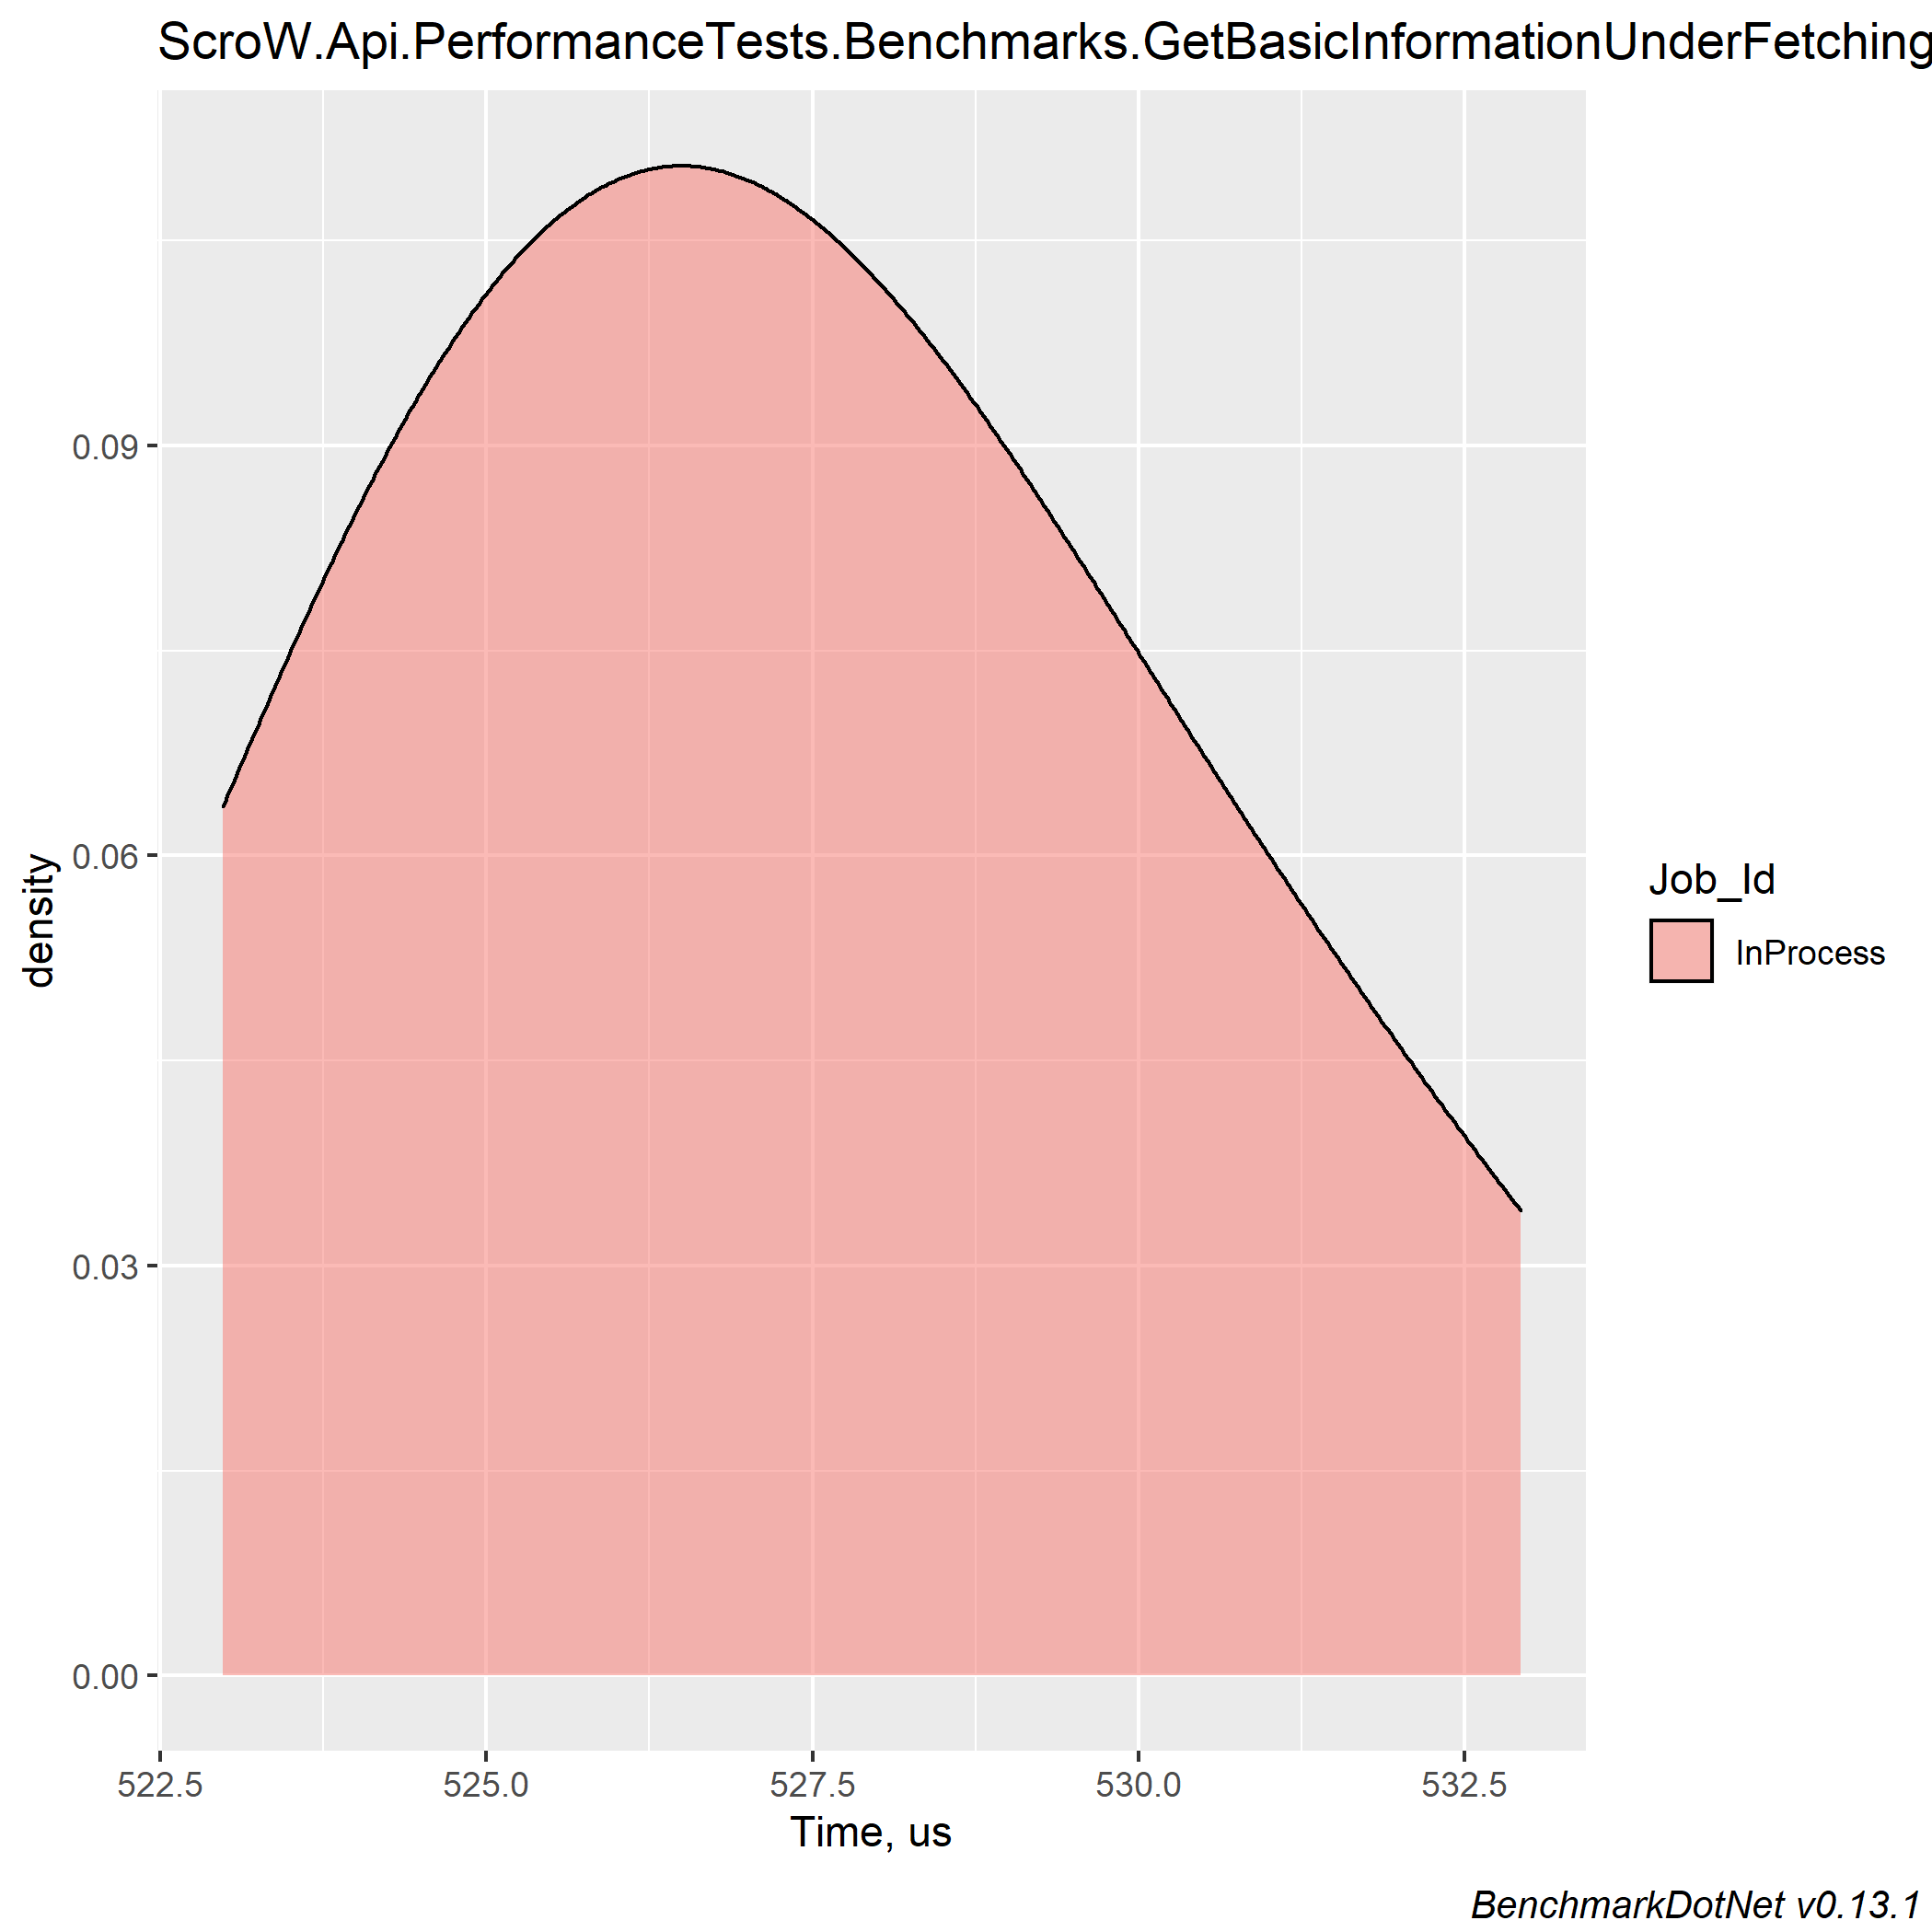 ScroW.Api.PerformanceTests.Benchmarks.GetBasicInformationUnderFetching
density
0.09
0.06
0.03
0.00
522.5 525.0 527.5 530.0 532.5
Time, us
Job_Id
InProcess
BenchmarkDotNet v0.13.1